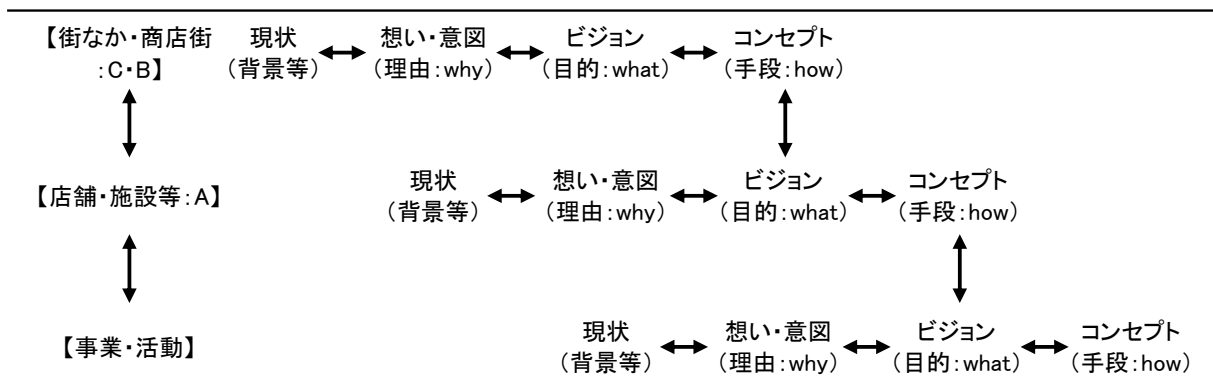 【街なか・商店街 現状 想い・意図 ビジョン コンセプト
:C・B】 (背景等) (理由:why) (目的:what) (手段:how)
【店舗・施設等:A】
現状 想い・意図 ビジョン コンセプト
(背景等) (理由:why) (目的:what) (手段:how)
【事業・活動】
現状 想い・意図 ビジョン コンセプト
(背景等) (理由:why) (目的:what) (手段:how)